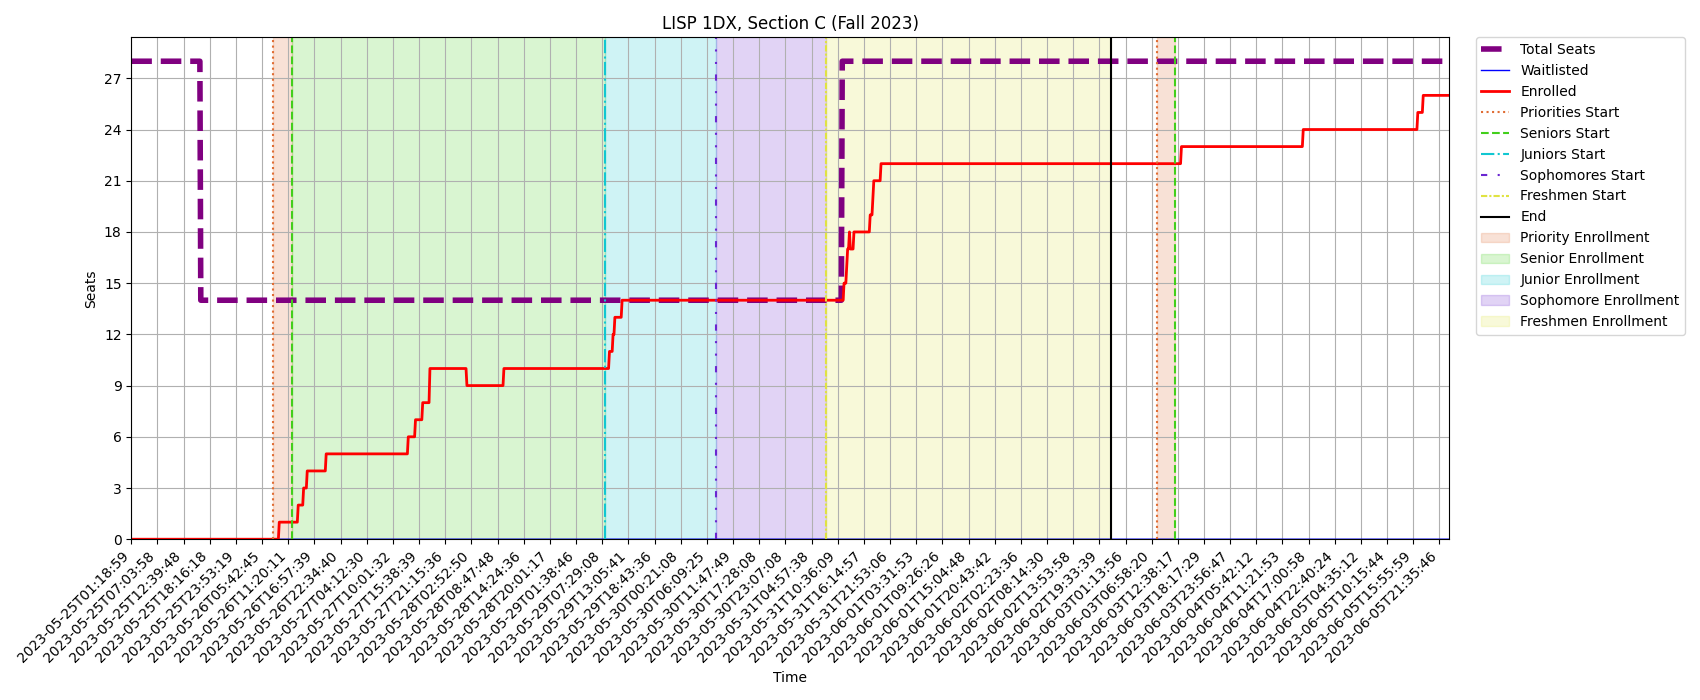 LISP 1DX, Section C (Fall 2023)
Seats
27
24
21
18
15
12
9
6
3
0
2023-05-25T01:18:59
2023-05-25T07:03:58
2023-05-25T12:39:48
2023-05-25T18:16:18
2023-05-25T23:53:19
2023-05-26T05:42:45
2023-05-26T11:20:11
2023-05-26T16:57:39
2023-05-26T22:34:40
2023-05-27T04:12:30
2023-05-27T10:01:32
2023-05-27T15:38:39
2023-05-27T21:15:36
2023-05-28T02:52:50
2023-05-28T08:47:48
2023-05-28T14:24:36
2023-05-28T20:01:17
2023-05-29T01:38:46
2023-05-29T07:29:08
2023-05-29T13:05:41
2023-05-29T18:43:36
2023-05-30T00:21:08
2023-05-30T06:09:25
2023-05-30T11:47:49
2023-05-30T17:28:08
2023-05-30T23:07:08
2023-05-31T04:57:38
2023-05-31T10:36:09
2023-05-31T16:14:57
2023-05-31T21:53:06
2023-06-01T03:31:53
2023-06-01T09:26:26
2023-06-01T15:04:48
2023-06-01T20:43:42
2023-06-02T02:23:36
2023-06-02T08:14:30
2023-06-02T13:53:58
2023-06-02T19:33:39
2023-06-03T01:13:56
2023-06-03T06:58:20
2023-06-03T12:38:17
2023-06-03T18:17:29
2023-06-03T23:56:47
2023-06-04T05:42:12
2023-06-04T11:21:53
2023-06-04T17:00:58
2023-06-04T22:40:24
2023-06-05T04:35:12
2023-06-05T10:15:44
2023-06-05T15:55:59
2023-06-05T21:35:46
Time
Total Seats
Waitlisted
Enrolled
Priorities Start
Seniors Start
Juniors Start
Sophomores Start
Freshmen Start
End
Priority Enrollment
Senior Enrollment
Junior Enrollment
Sophomore Enrollment
Freshmen Enrollment